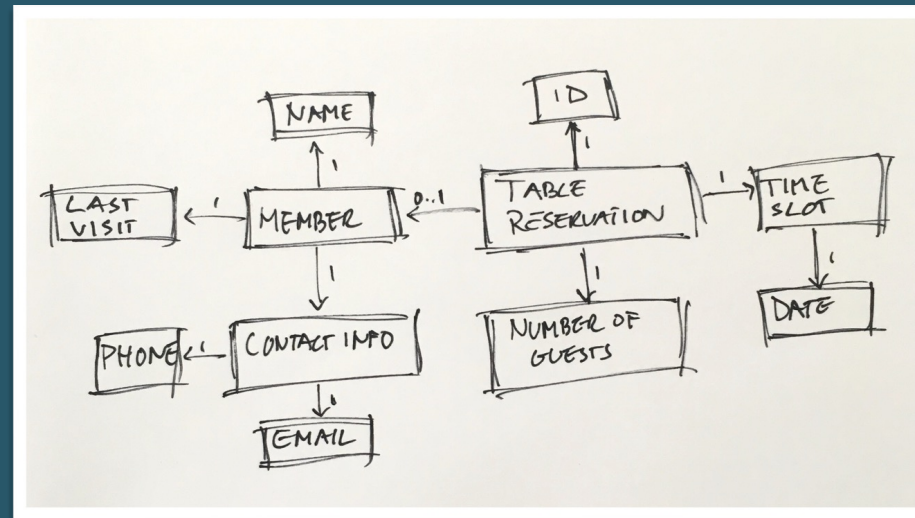 NAME
1
ID
1
LAST
VISIT
1
MEMBER
0..1
TABLE
RESERVATION
1
TIME
SLOT
1
1
1
PHONE
1
CONTACT INFO
NUMBER OF
GUESTS
DATE
1
EMAIL